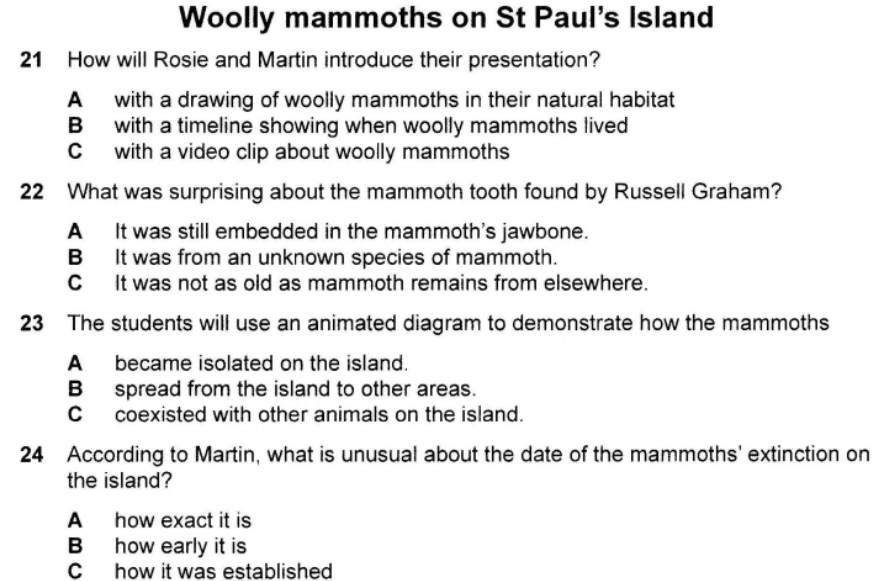 Woolly mammoths on St Paul's Island
21 How will Rosie and Martin introduce their presentation?
A with a drawing of woolly mammoths in their natural habitat
B with a timeline showing when woolly mammoths lived
C with a video clip about woolly mammoths
22 What was surprising about the mammoth tooth found by Russell Graham?
A It was still embedded in the mammoth's jawbone.
B It was from an unknown species of mammoth.
C It was not as old as mammoth remains from elsewhere.
23 The students will use an animated diagram to demonstrate how the mammoths
A became isolated on the island.
B spread from the island to other areas.
C coexisted with other animals on the island.
24 According to Martin, what is unusual about the date of the mammoths' extinction on
the island?
A how exact it is
B how early it is
C how it was established